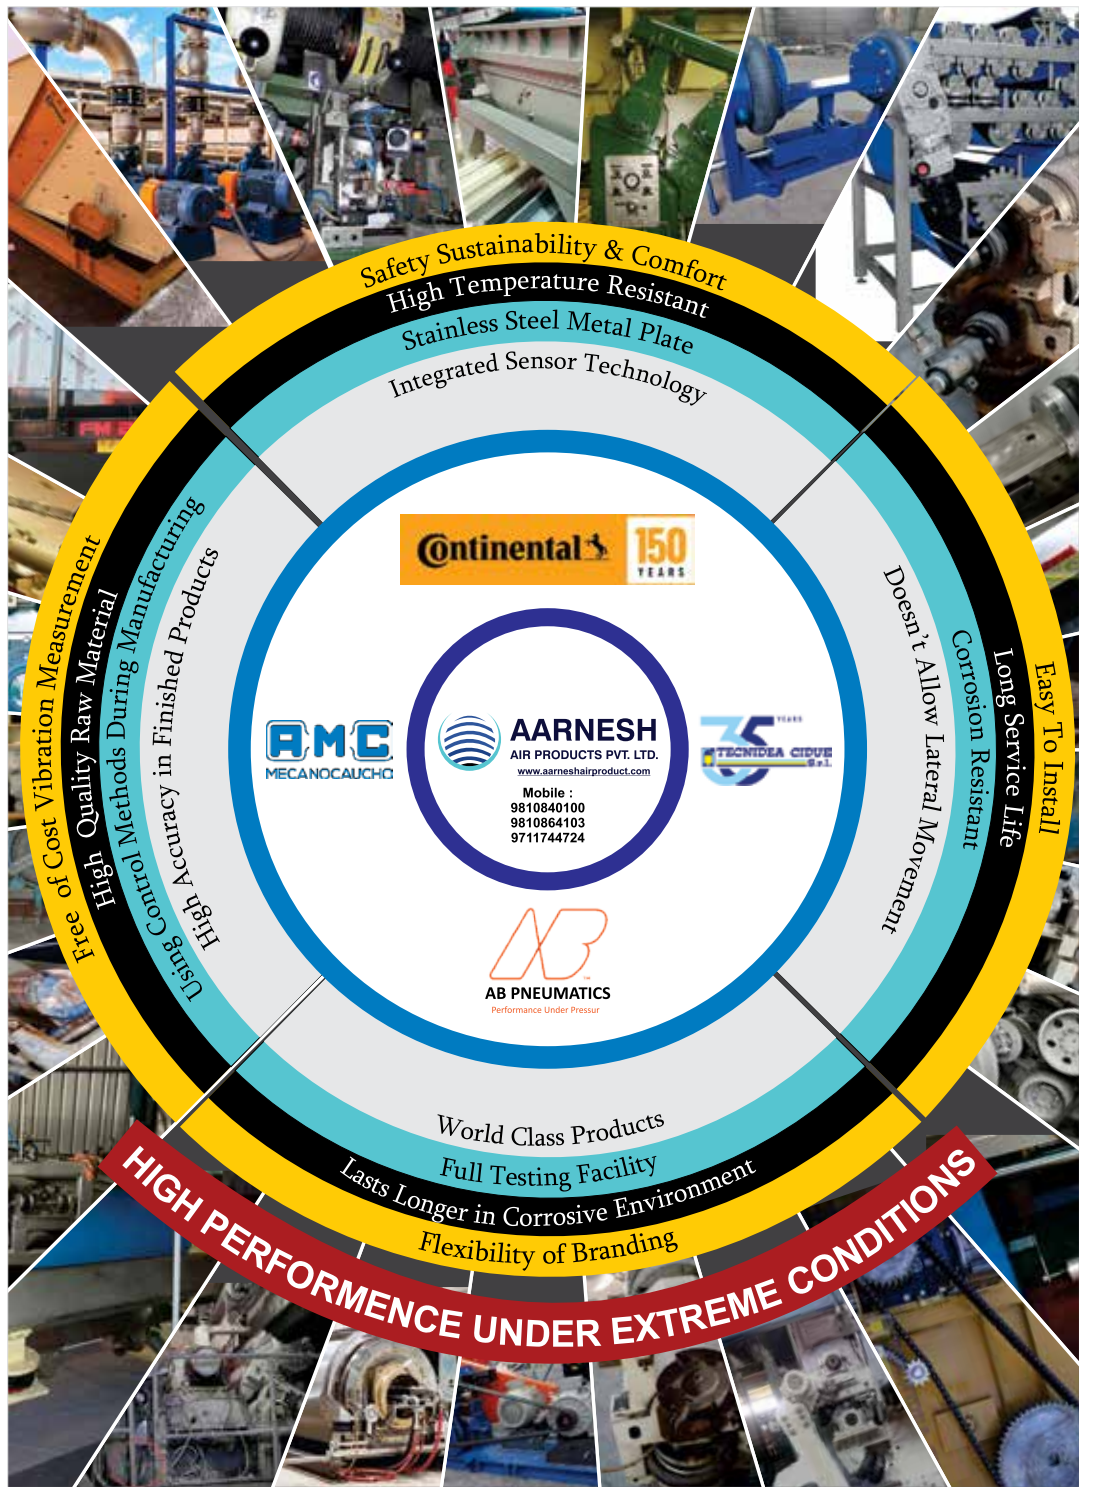 Safety Sustainability & Comfort
High Temperature Resistant
Stainless Steel Metal Plate
Integrated Sensor Technology
Free of Cost Vibration Measurement
High Quality Raw Material
Using Control Methods During Manufacturing
High Accuracy in Finished Products
Easy To Install
Long Service Life
Corrosion Resistant
Doesn't Allow Lateral Movement
Continental
150
YEARS
AMC
MECANOCAUCHO
AARNESH
AIR PRODUCTS PVT. LTD.
www.aarneshairproduct.com
Mobile :
9810840100
9810864103
9711744724
35 YEARS
TECNIDEA CIDUE
S.r.l.
AB
AB PNEUMATICS
Performance Under Pressur
World Class Products
Full Testing Facility
Lasts Longer in Corrosive Environment
Flexibility of Branding
HIGH PERFORMENCE UNDER EXTREME CONDITIONS